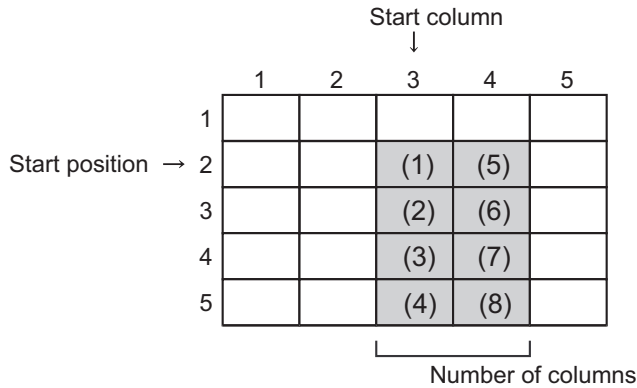 Start column
↓
1 2 3 4 5
1
Start position → 2 (1) (5)
3 (2) (6)
4 (3) (7)
5 (4) (8)
Number of columns